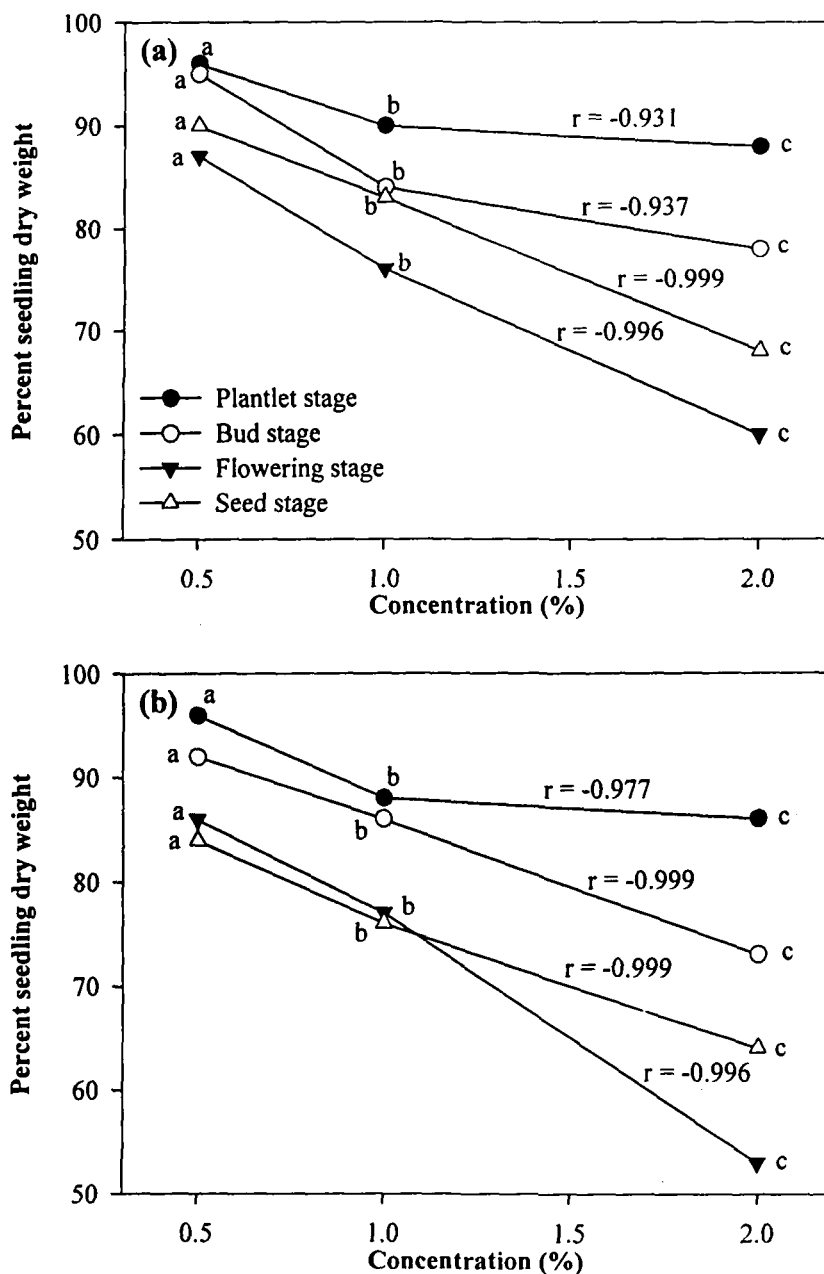 100
90
80
70
60
50
Percent seedling dry weight
(a)
a
a
a
a
b
b
b
b
r = -0.931
r = -0.937
r = -0.999
r = -0.996
c
c
c
c
Plantlet stage
Bud stage
Flowering stage
Seed stage
0.5 1.0 1.5 2.0
Concentration (%)
100
90
80
70
60
50
Percent seedling dry weight
(b)
a
a
a
a
b
b
b
b
r = -0.977
r = -0.999
r = -0.999
r = -0.996
c
c
c
c
0.5 1.0 1.5 2.0
Concentration (%)